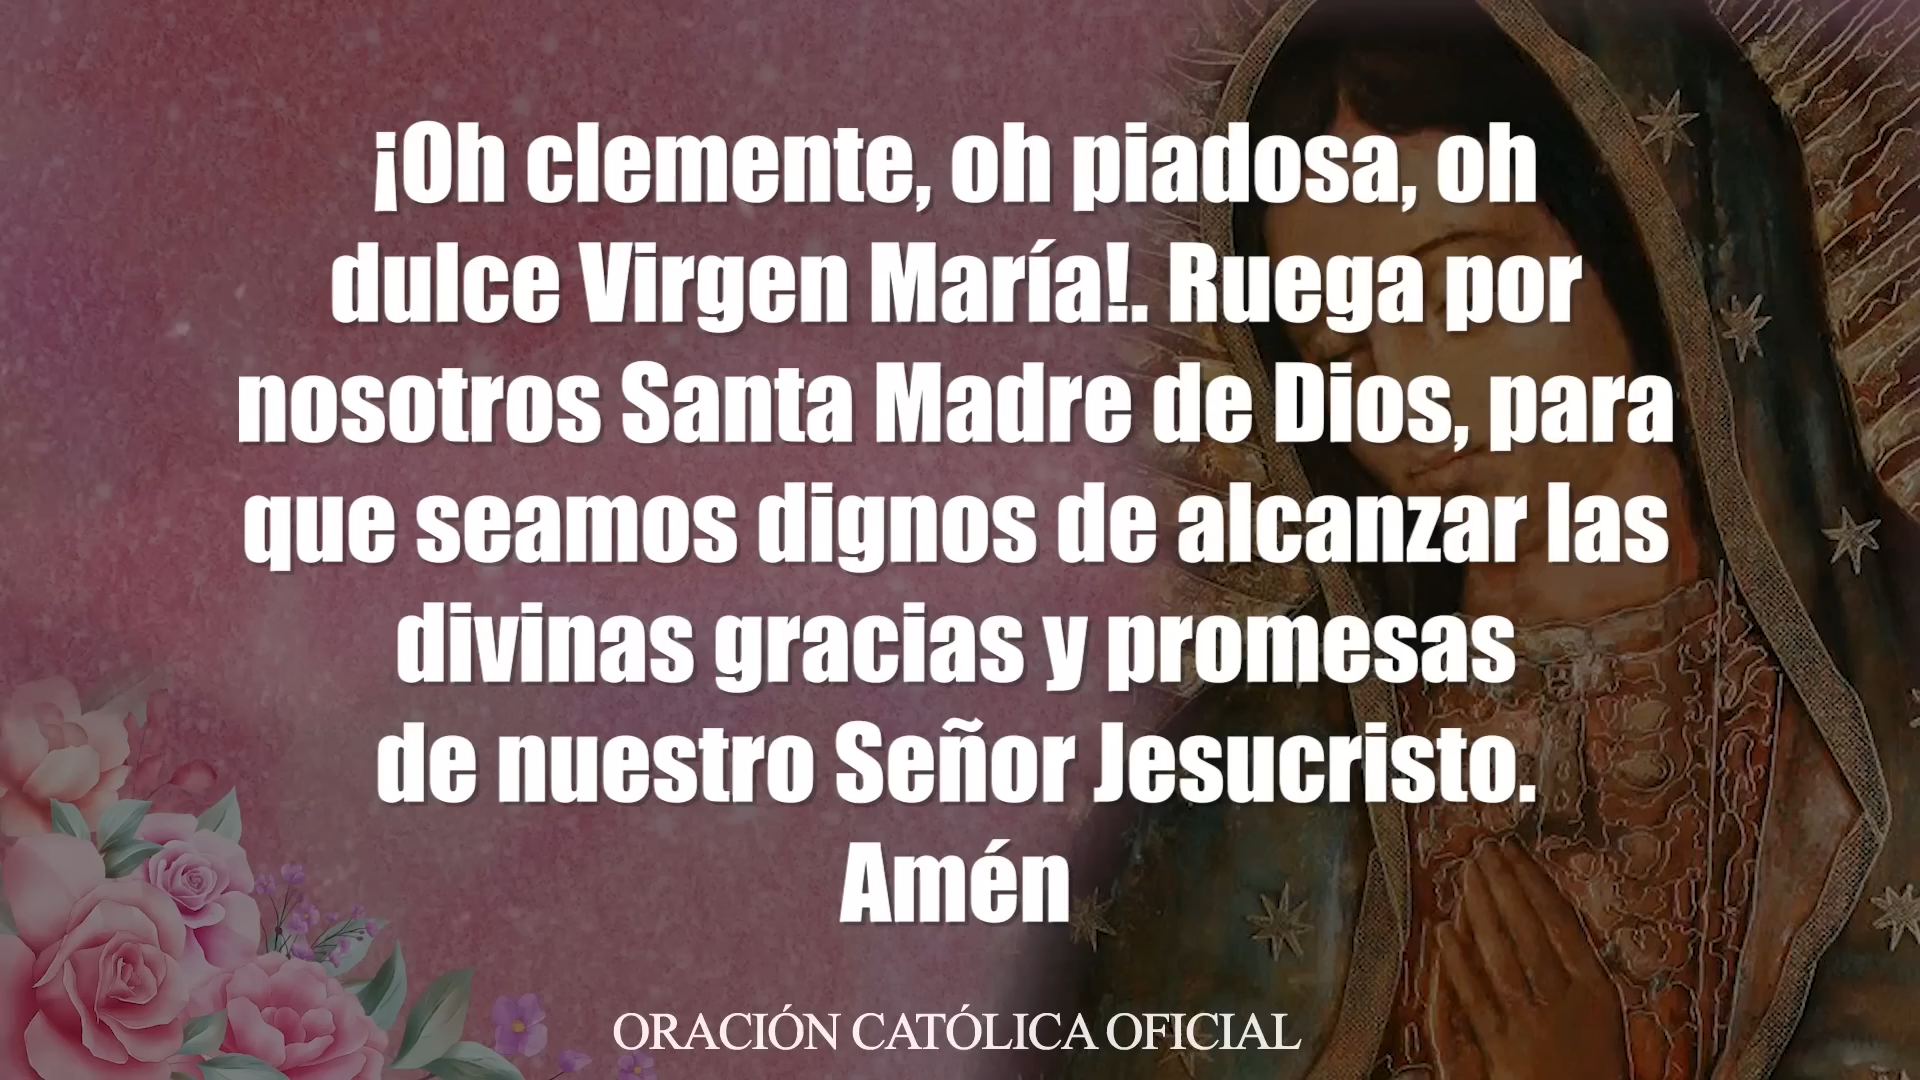 ¡Oh clemente, oh piadosa, oh
dulce Virgen María!. Ruega por
nosotros Santa Madre de Dios, para
que seamos dignos de alcanzar las
divinas gracias y promesas
de nuestro Señor Jesucristo.
Amén
ORACIÓN CATÓLICA OFICIAL